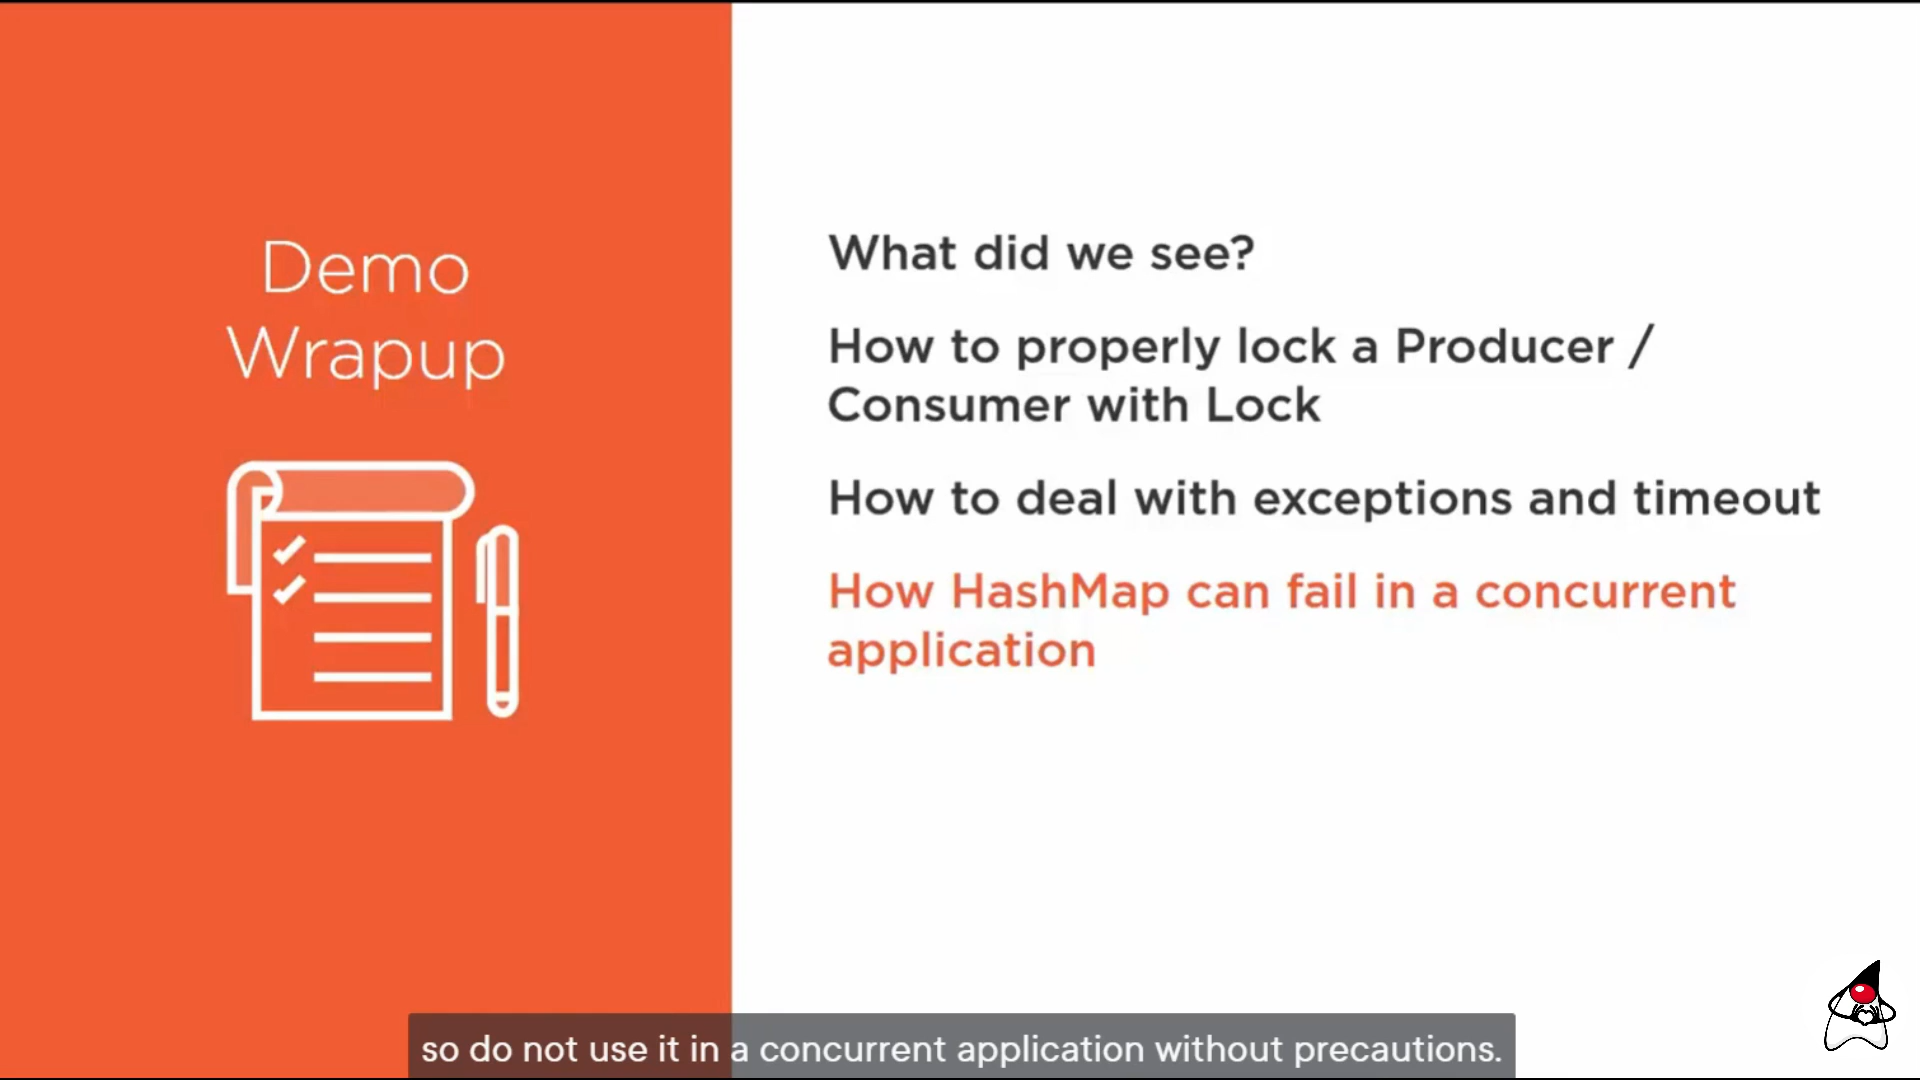 Demo
Wrapup
What did we see?
How to properly lock a Producer /
Consumer with Lock
How to deal with exceptions and timeout
How HashMap can fail in a concurrent
application
so do not use it in a concurrent application without precautions.